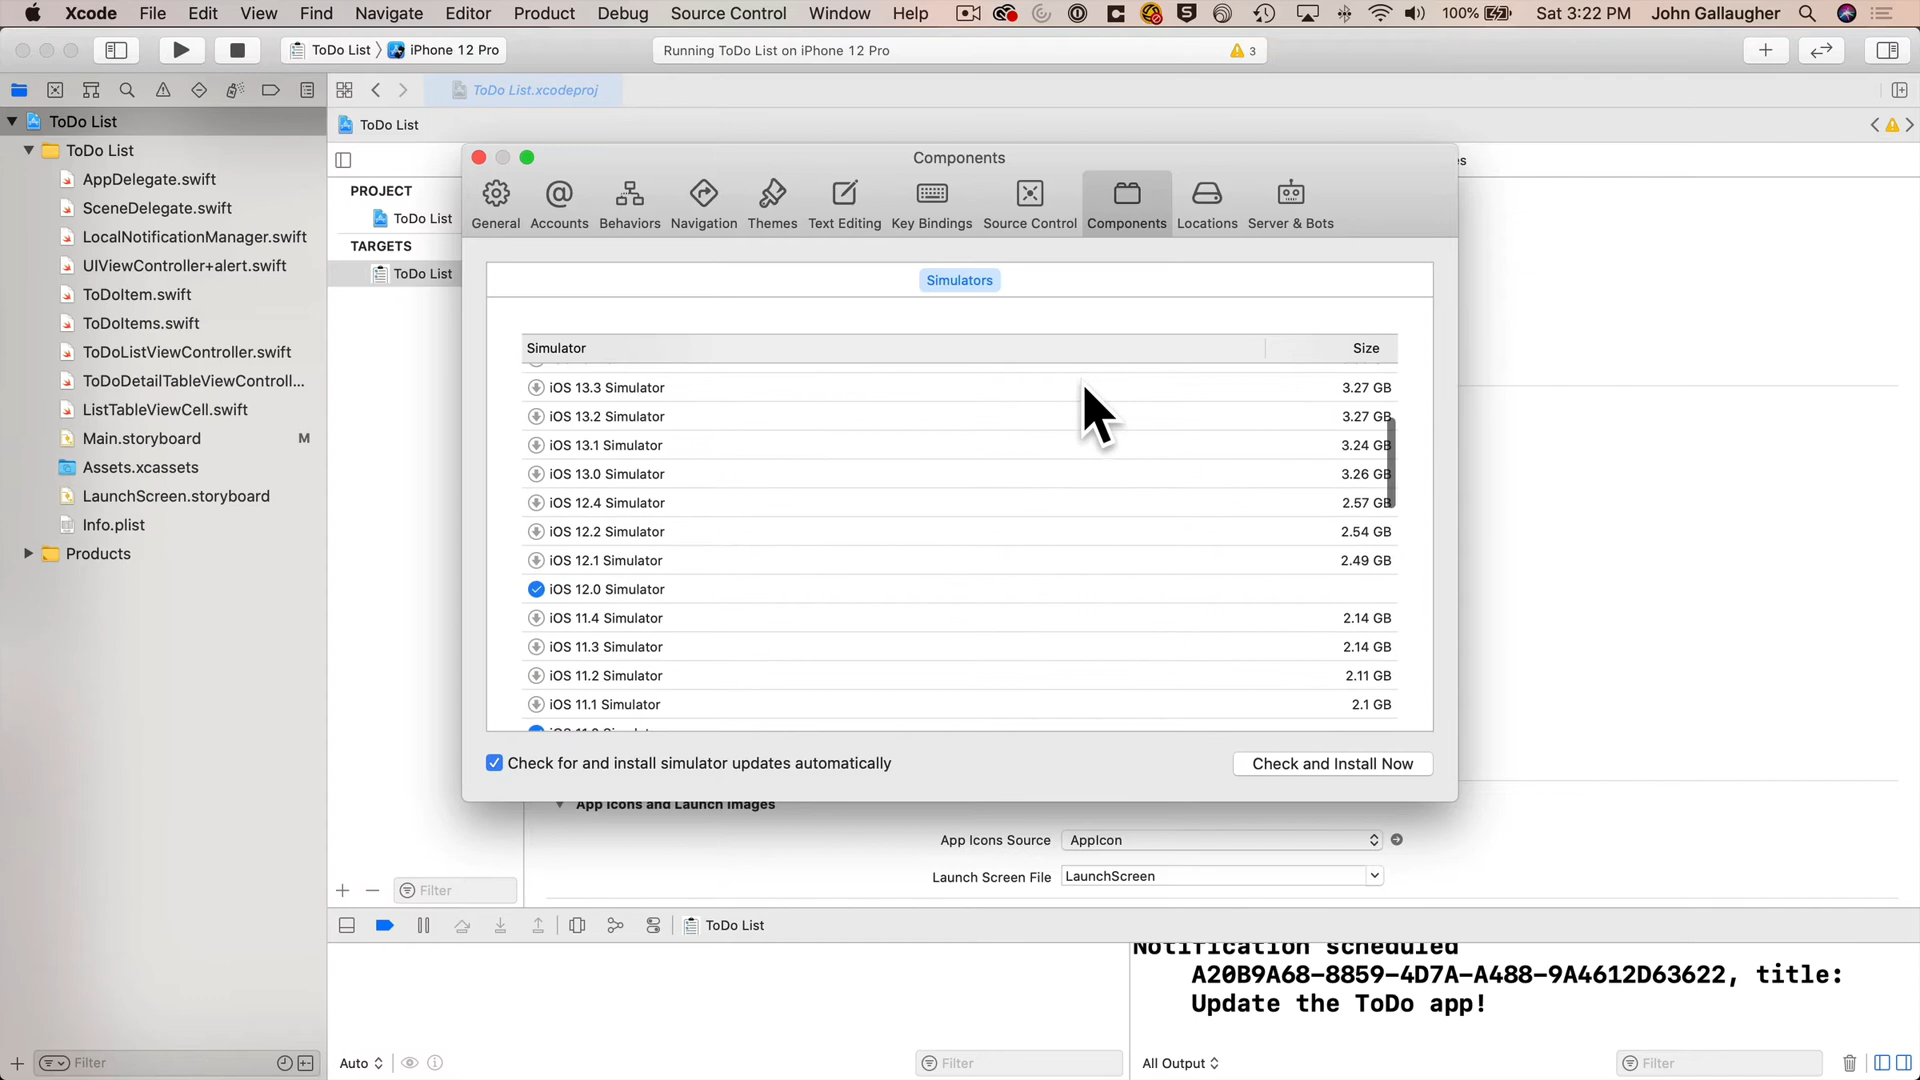 Xcode File Edit View Find Navigate Editor Product Debug Source Control Window Help 100% Sat 3:22 PM John Gallaugher
ToDo List iPhone 12 Pro
Running ToDo List on iPhone 12 Pro
3
ToDo List.xcodeproj
ToDo List
ToDo List
ToDo List
AppDelegate.swift
SceneDelegate.swift
LocalNotificationManager.swift
UIViewController+alert.swift
ToDoItem.swift
ToDoItems.swift
ToDoListViewController.swift
ToDoDetailTableViewControll...
ListTableViewCell.swift
Main.storyboard M
Assets.xcassets
LaunchScreen.storyboard
Info.plist
Products
Filter
PROJECT
ToDo List
TARGETS
ToDo List
Filter
es
Components
General Accounts Behaviors Navigation Themes Text Editing Key Bindings Source Control Components Locations Server & Bots
Simulators
Simulator Size
iOS 13.3 Simulator 3.27 GB
iOS 13.2 Simulator 3.27 GB
iOS 13.1 Simulator 3.24 GB
iOS 13.0 Simulator 3.26 GB
iOS 12.4 Simulator 2.57 GB
iOS 12.2 Simulator 2.54 GB
iOS 12.1 Simulator 2.49 GB
iOS 12.0 Simulator
iOS 11.4 Simulator 2.14 GB
iOS 11.3 Simulator 2.14 GB
iOS 11.2 Simulator 2.11 GB
iOS 11.1 Simulator 2.1 GB
Check for and install simulator updates automatically
Check and Install Now
App Icons and Launch Images
App Icons Source AppIcon
Launch Screen File LaunchScreen
ToDo List
Notification scheduled
A20B9A68-8859-4D7A-A488-9A4612D63622, title:
Update the ToDo app!
Auto
Filter
All Output
Filter